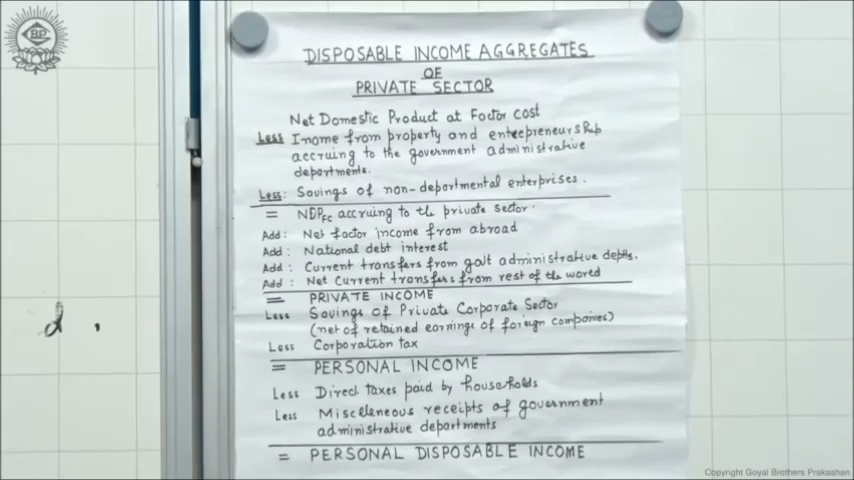 GBP
DISPOSABLE INCOME AGGREGATES
OF
PRIVATE SECTOR
Net Domestic Product at Factor cost
Less Inome from property and entrepreneurship
accruing to the government administrative
departments.
Less: Savings of non-departmental enterprises.
= NDPFC accruing to the private sector.
Add: Net factor income from abroad
Add: National debt interest
Add: Current transfers from govt administrative deptts.
Add: Net Current transfers from rest of the world
= PRIVATE INCOME
Less Savings of Private Corporate Sector
(net of retained earnings of foreign companies)
Less Corporation tax
= PERSONAL INCOME
Less Direct taxes paid by households
Less Miscelleneous receipts of government
administrative departments
= PERSONAL DISPOSABLE INCOME
d.
Copyright Goyal Brothers Prakashan